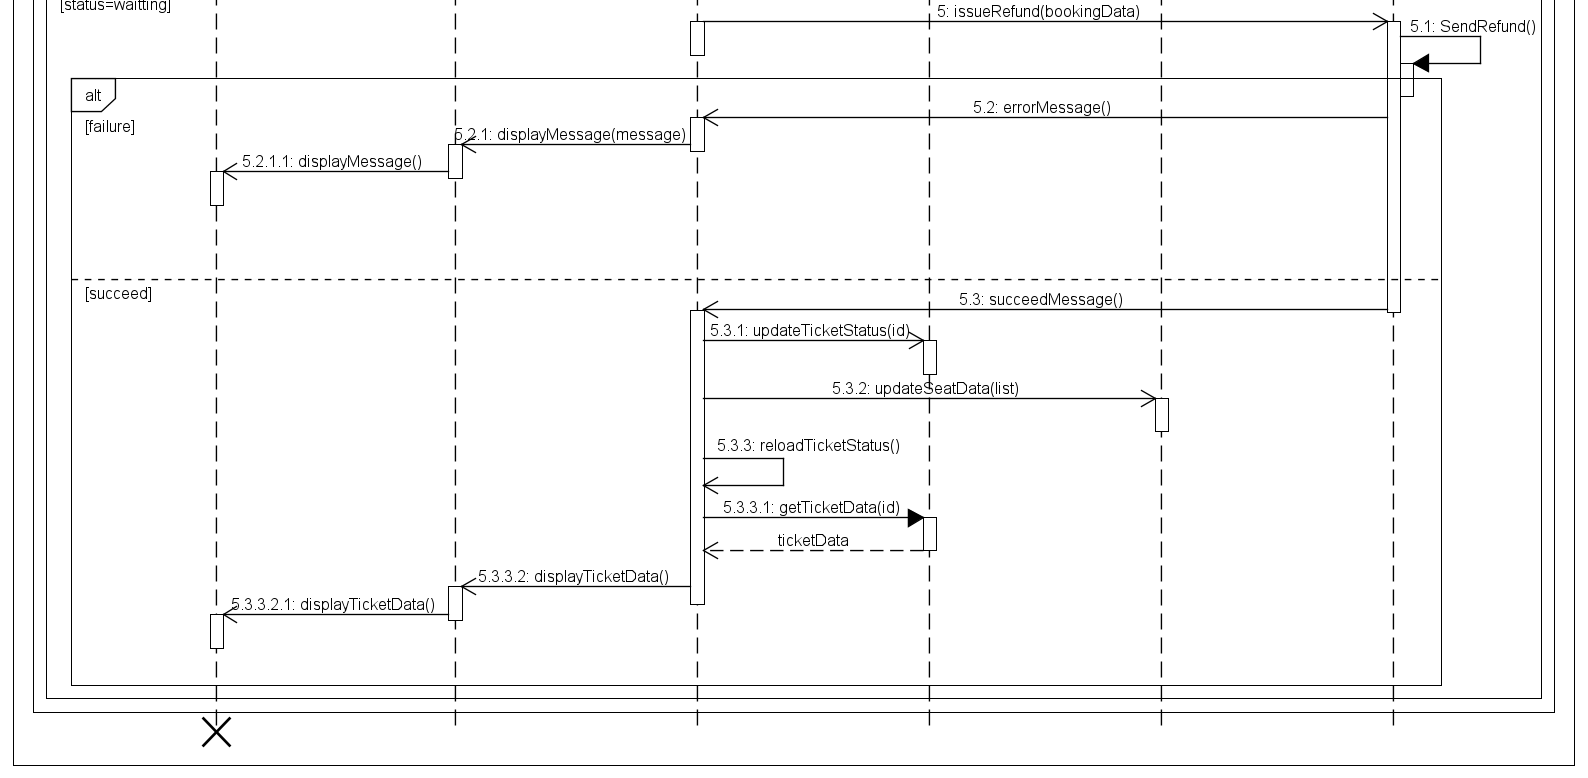 [status=waitting]
5: issueRefund(bookingData)
5.1: SendRefund()
alt
5.2: errorMessage()
[failure]
5.2.1: displayMessage(message)
5.2.1.1: displayMessage()
[succeed]
5.3: succeedMessage()
5.3.1: updateTicketStatus(id)
5.3.2: updateSeatData(list)
5.3.3: reloadTicketStatus()
5.3.3.1: getTicketData(id)
ticketData
5.3.3.2: displayTicketData()
5.3.3.2.1: displayTicketData()